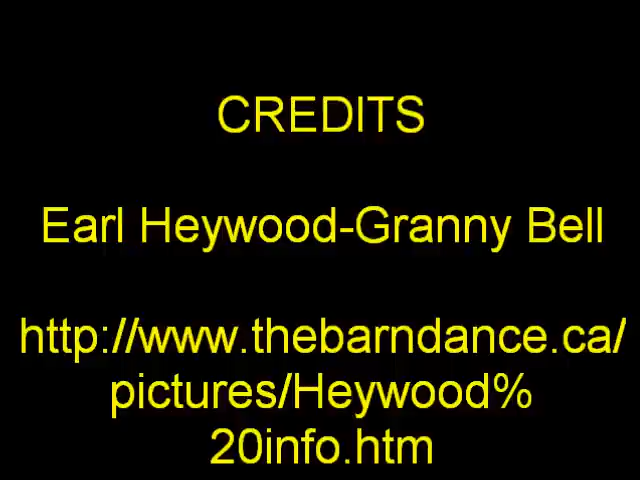 CREDITS
Earl Heywood-Granny Bell
http://www.thebarndance.ca/
pictures/Heywood%
20info.htm